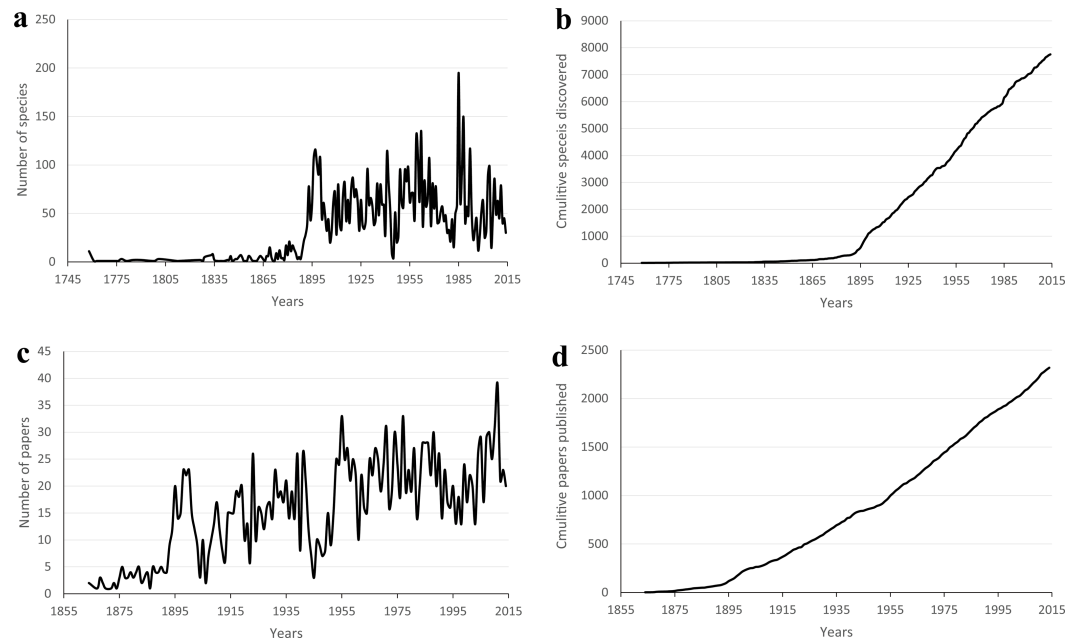 a
250
200
150
100
50
0
Number of species
1745 1775 1805 1835 1865 1895 1925 1955 1985 2015
Years
b
9000
8000
7000
6000
5000
4000
3000
2000
1000
0
Cmulitive speceis discovered
1745 1775 1805 1835 1865 1895 1925 1955 1985 2015
Years
c
45
40
35
30
25
20
15
10
5
0
Number of papers
1855 1875 1895 1915 1935 1955 1975 1995 2015
Years
d
2500
2000
1500
1000
500
0
Cmulitive papers published
1855 1875 1895 1915 1935 1955 1975 1995 2015
Years